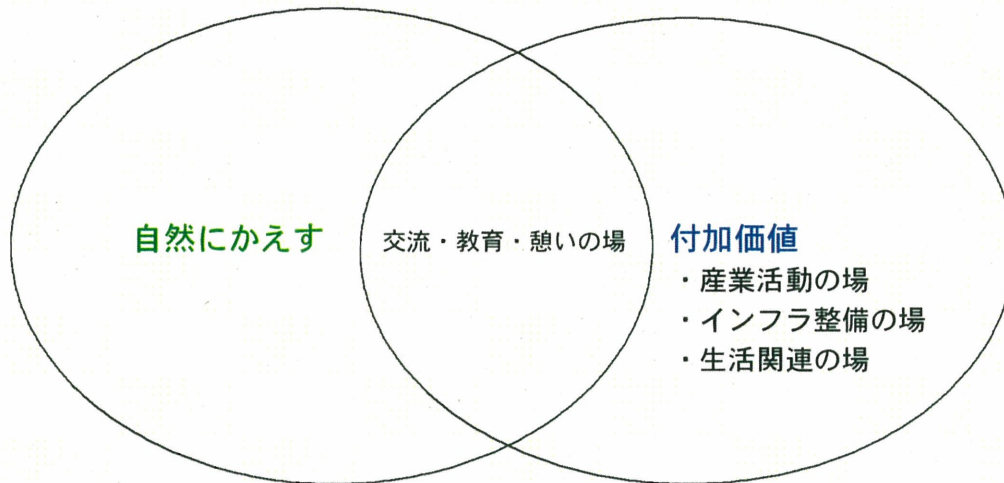 自然にかえす
交流・教育・憩いの場
付加価値
・産業活動の場
・インフラ整備の場
・生活関連の場